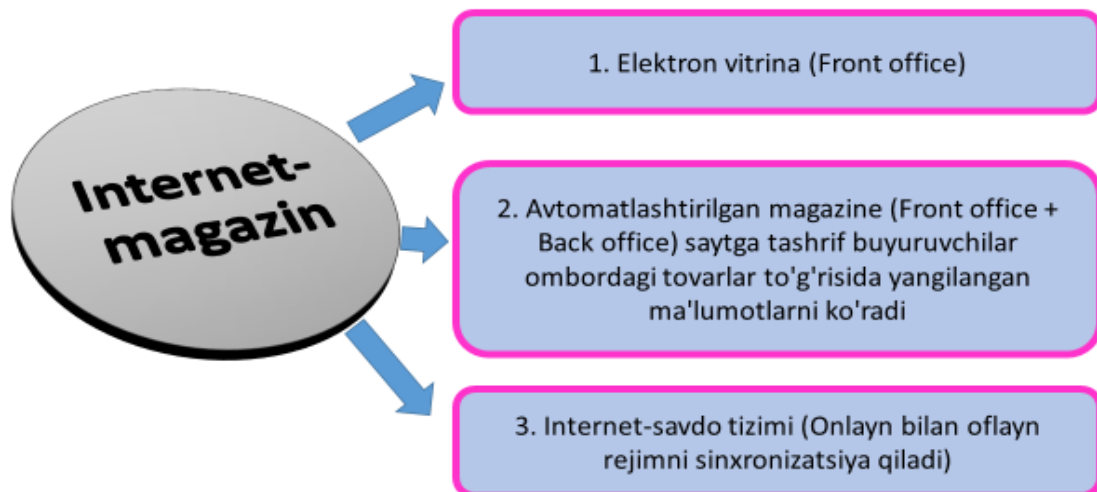 Internet-
magazin
1. Elektron vitrina (Front office)
2. Avtomatlashtirilgan magazine (Front office +
Back office) saytga tashrif buyuruvchilar
ombordagi tovarlar to'g'risida yangilangan
ma'lumotlarni ko'radi
3. Internet-savdo tizimi (Onlayn bilan oflayn
rejimni sinxronizatsiya qiladi)